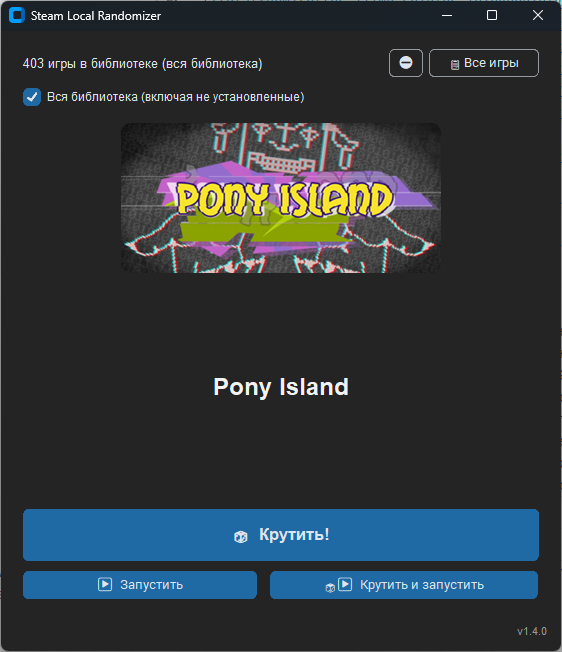 Steam Local Randomizer
403 игры в библиотеке (вся библиотека)
Все игры
Вся библиотека (включая не установленные)
PONY ISLAND
Pony Island
Крутить!
Запустить
Крутить и запустить
v1.4.0